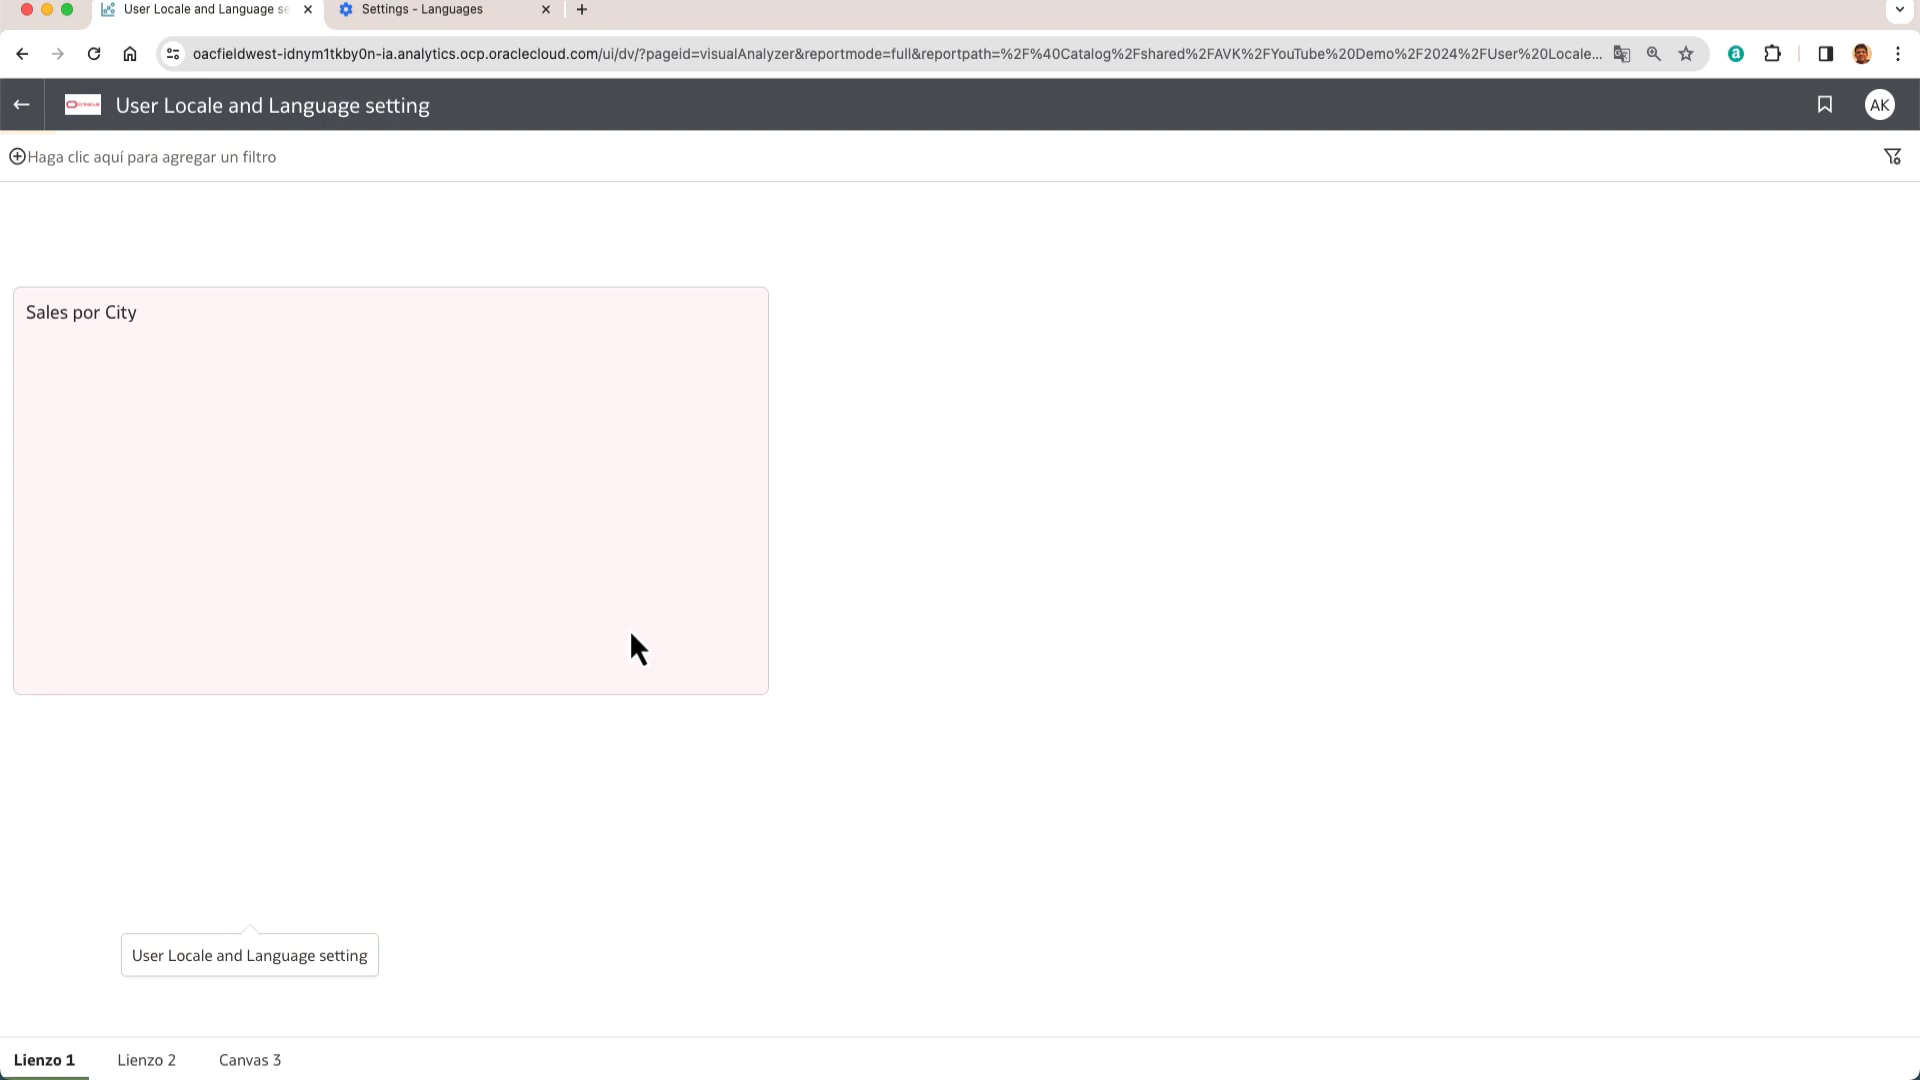 User Locale and Language se
Settings - Languages
oacfieldwest-idnym1tkby0n-ia.analytics.ocp.oraclecloud.com/ui/dv/?pageid=visualAnalyzer&reportmode=full&reportpath=%2F%40Catalog%2Fshared%2FAVK%2FYouTube%20Demo%2F2024%2FUser%20Locale...
ORACLE
User Locale and Language setting
AK
Haga clic aquí para agregar un filtro
Sales por City
User Locale and Language setting
Lienzo 1
Lienzo 2
Canvas 3